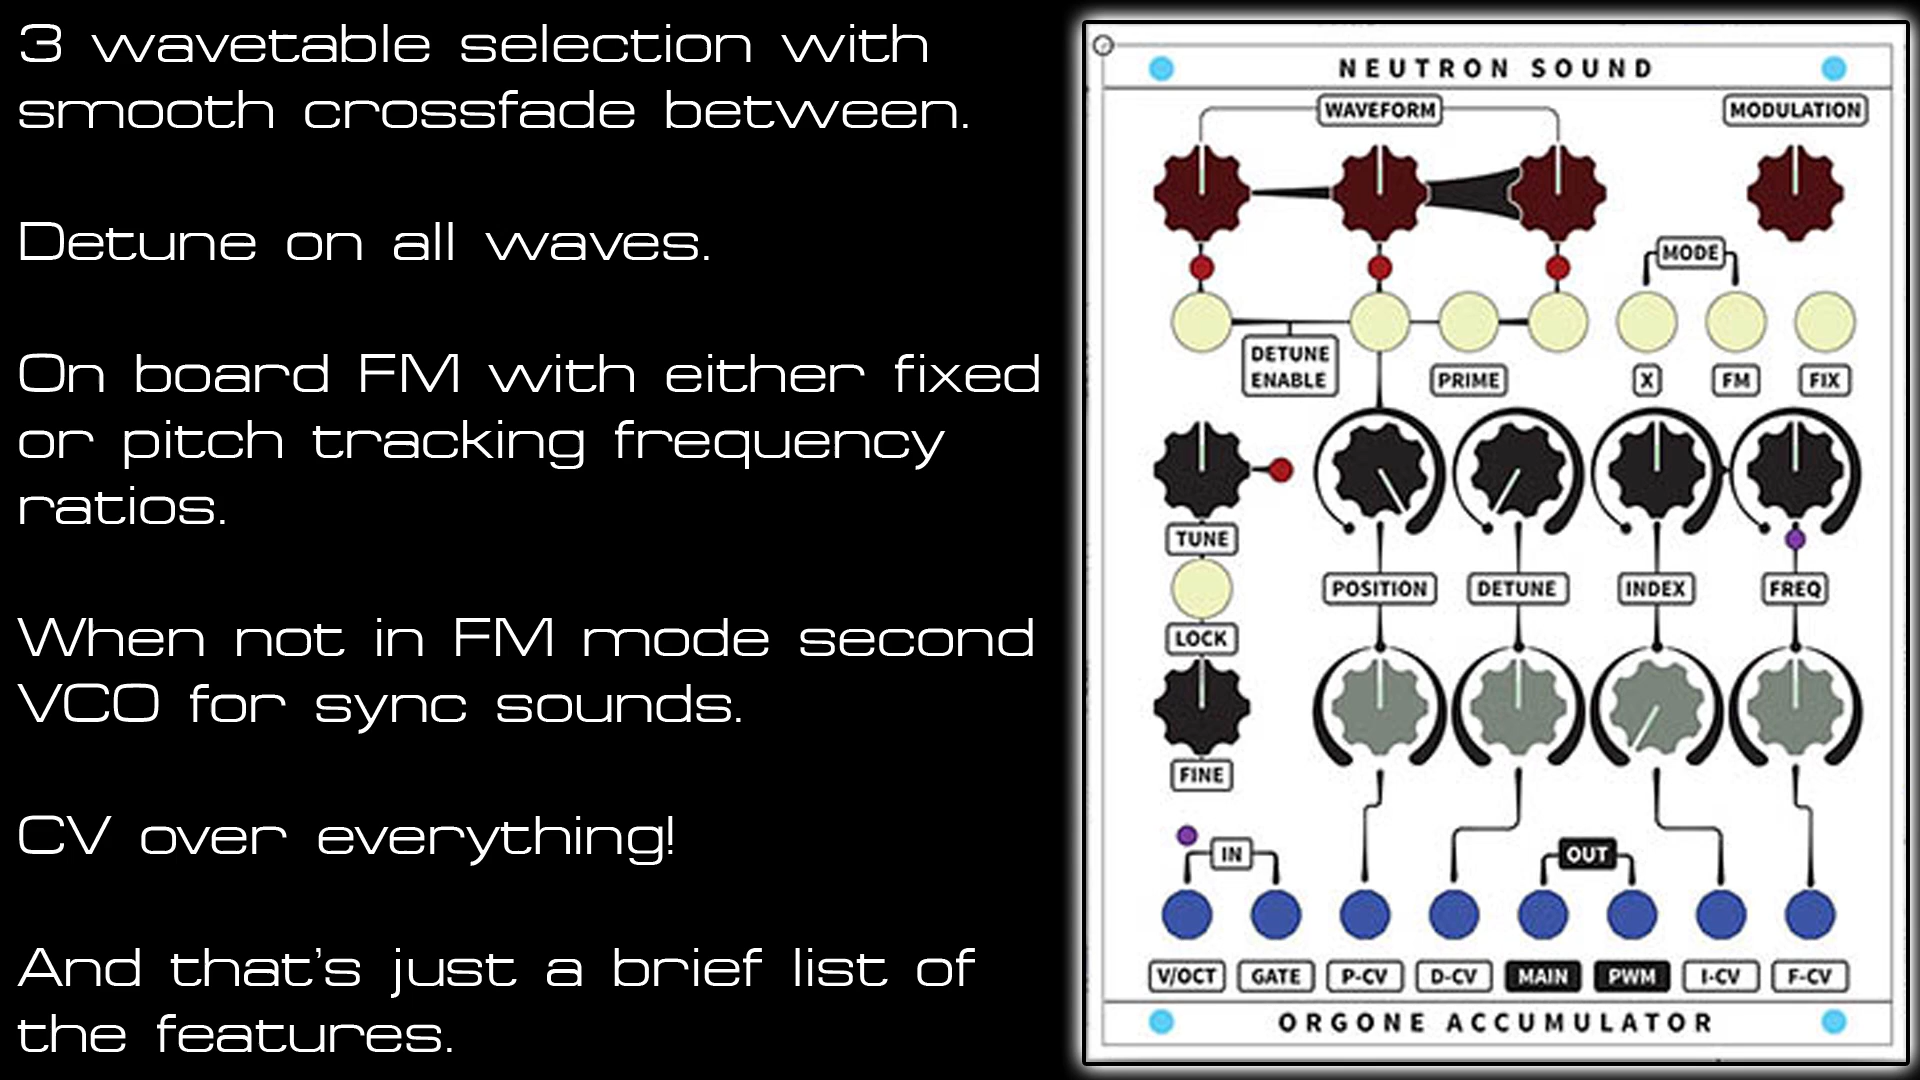 3 wavetable selection with
smooth crossfade between.
Detune on all waves.
On board FM with either fixed
or pitch tracking frequency
ratios.
When not in FM mode second
VCO for sync sounds.
CV over everything!
And that's just a brief list of
the features.
NEUTRON SOUND
WAVEFORM
MODULATION
MODE
DETUNE
ENABLE
PRIME
X
FM
FIX
TUNE
POSITION
DETUNE
INDEX
FREQ
LOCK
FINE
IN
OUT
V/OCT
GATE
P-CV
D-CV
MAIN
PWM
I-CV
F-CV
ORGONE ACCUMULATOR